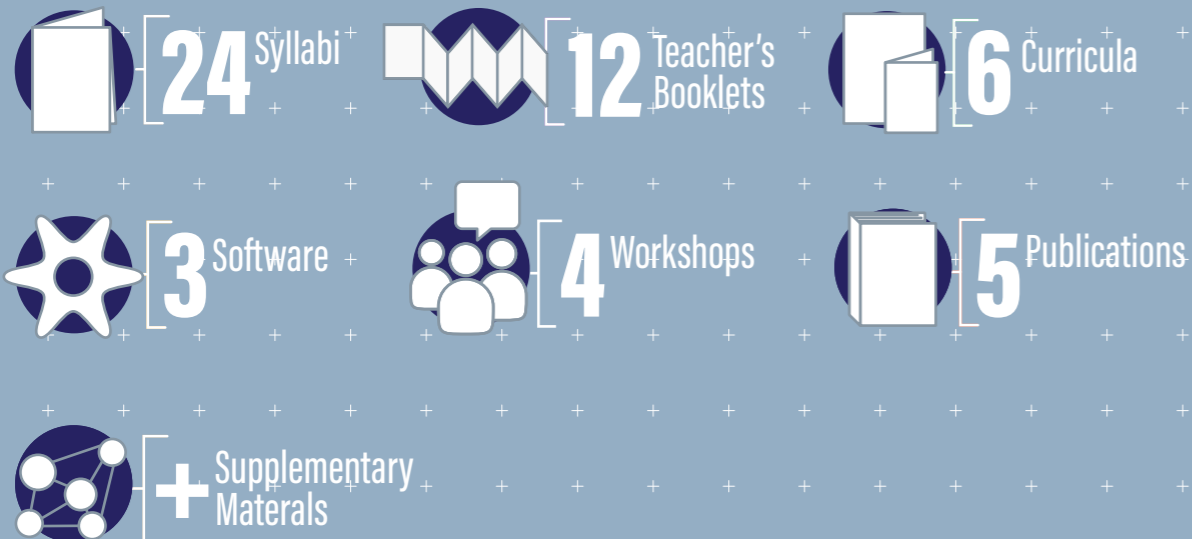 24 Syllabi
12 Teacher's
Booklets
6 Curricula
3 Software
4 Workshops
5 Publications
+ Supplementary
Materals